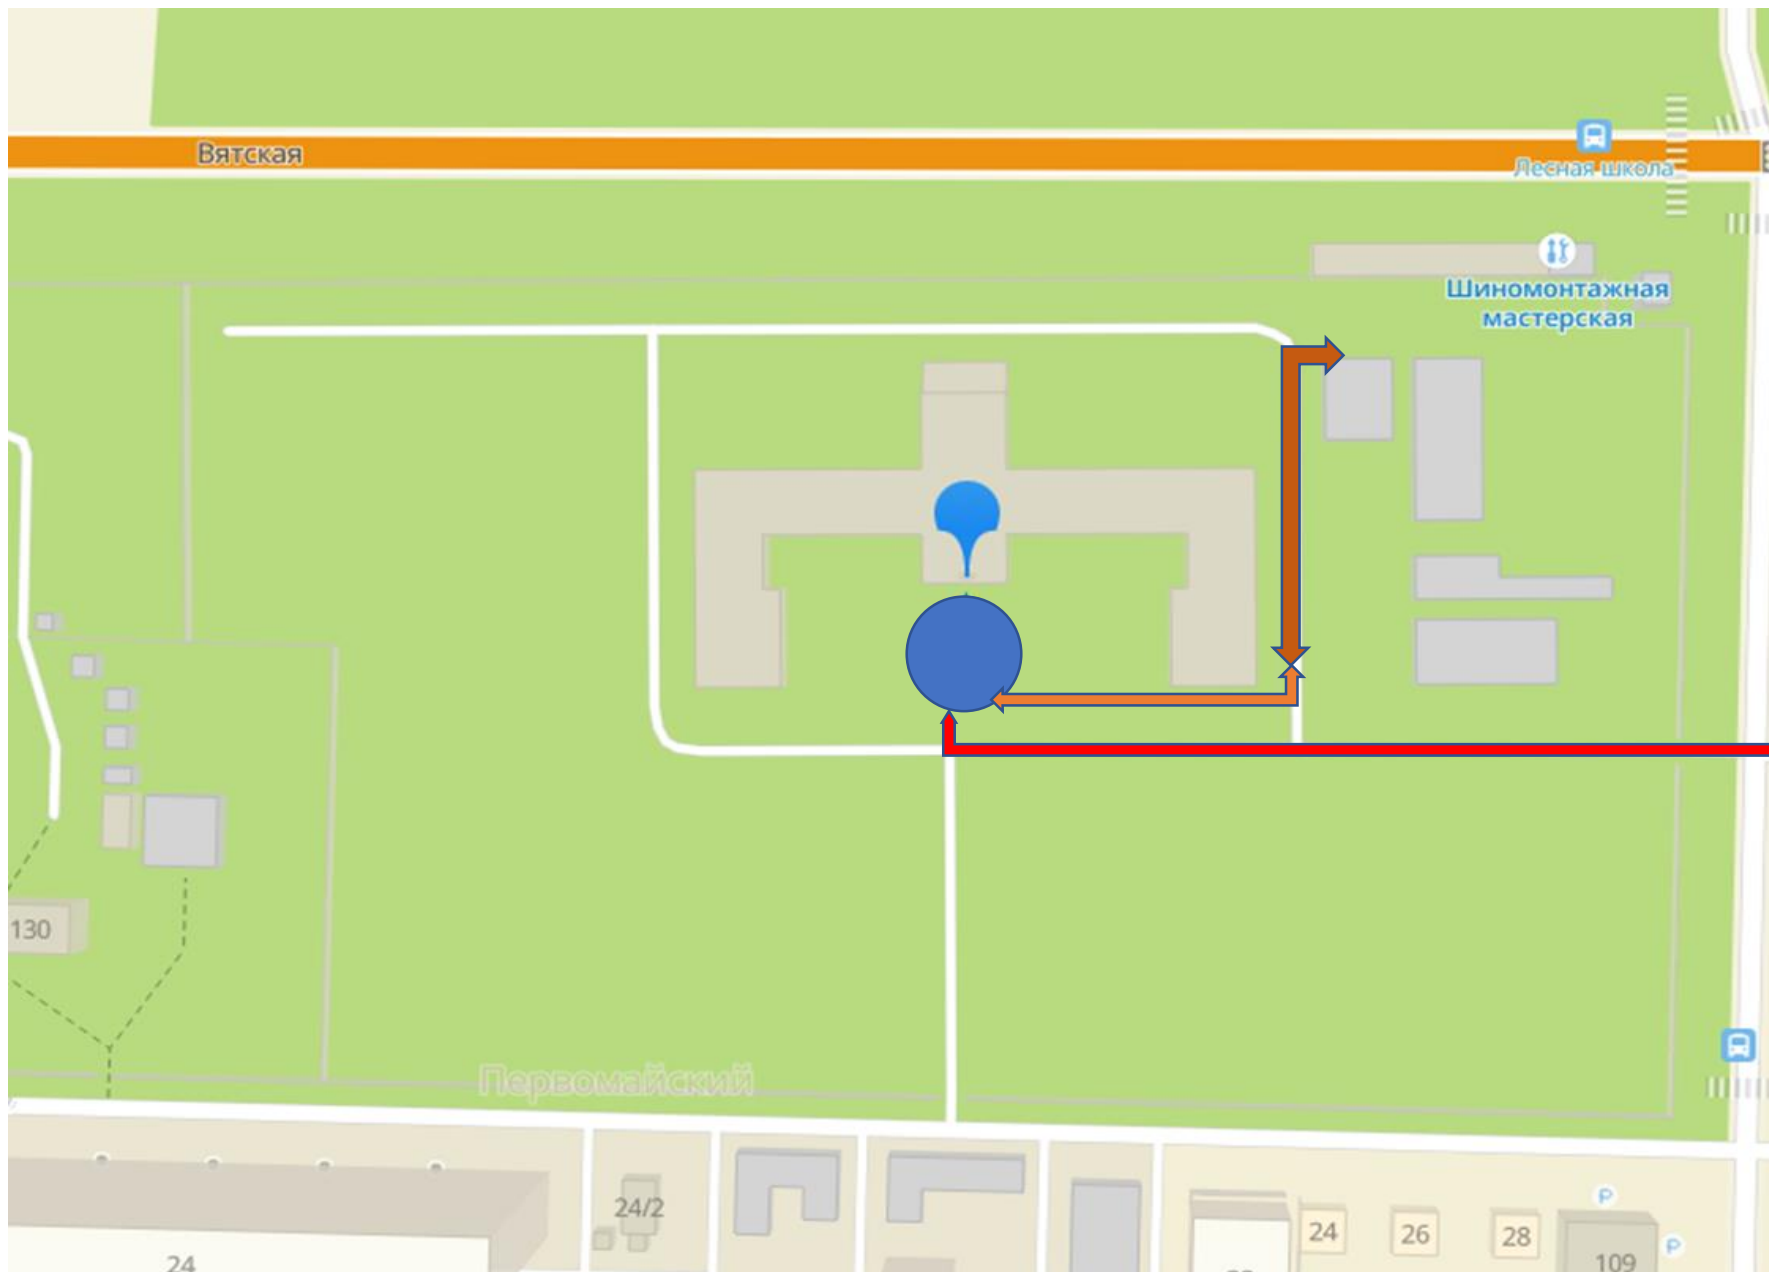 Вятская
Лесная школа
Шиномонтажная
мастерская
130
Первомайский
24/2
24
24
26
28
109
P
P